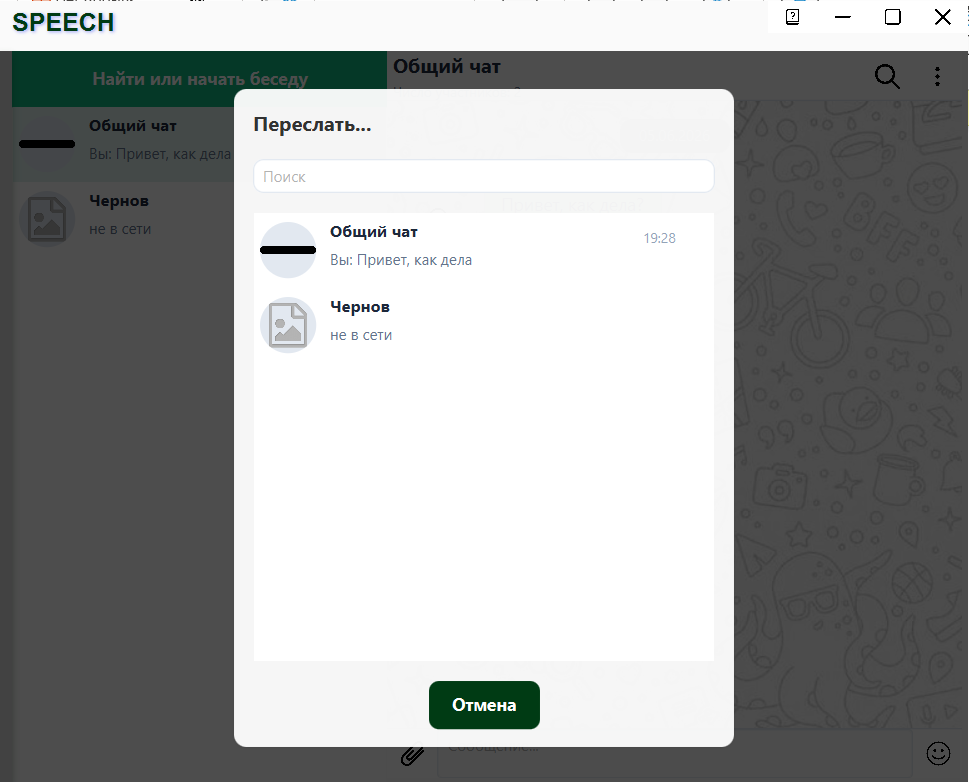 SPEECH
Найти или начать беседу
Общий чат
Общий чат
Вы: Привет, как дела
Чернов
не в сети
Переслать...
Поиск
Общий чат
19:28
Вы: Привет, как дела
Чернов
не в сети
Отмена
Сообщение...